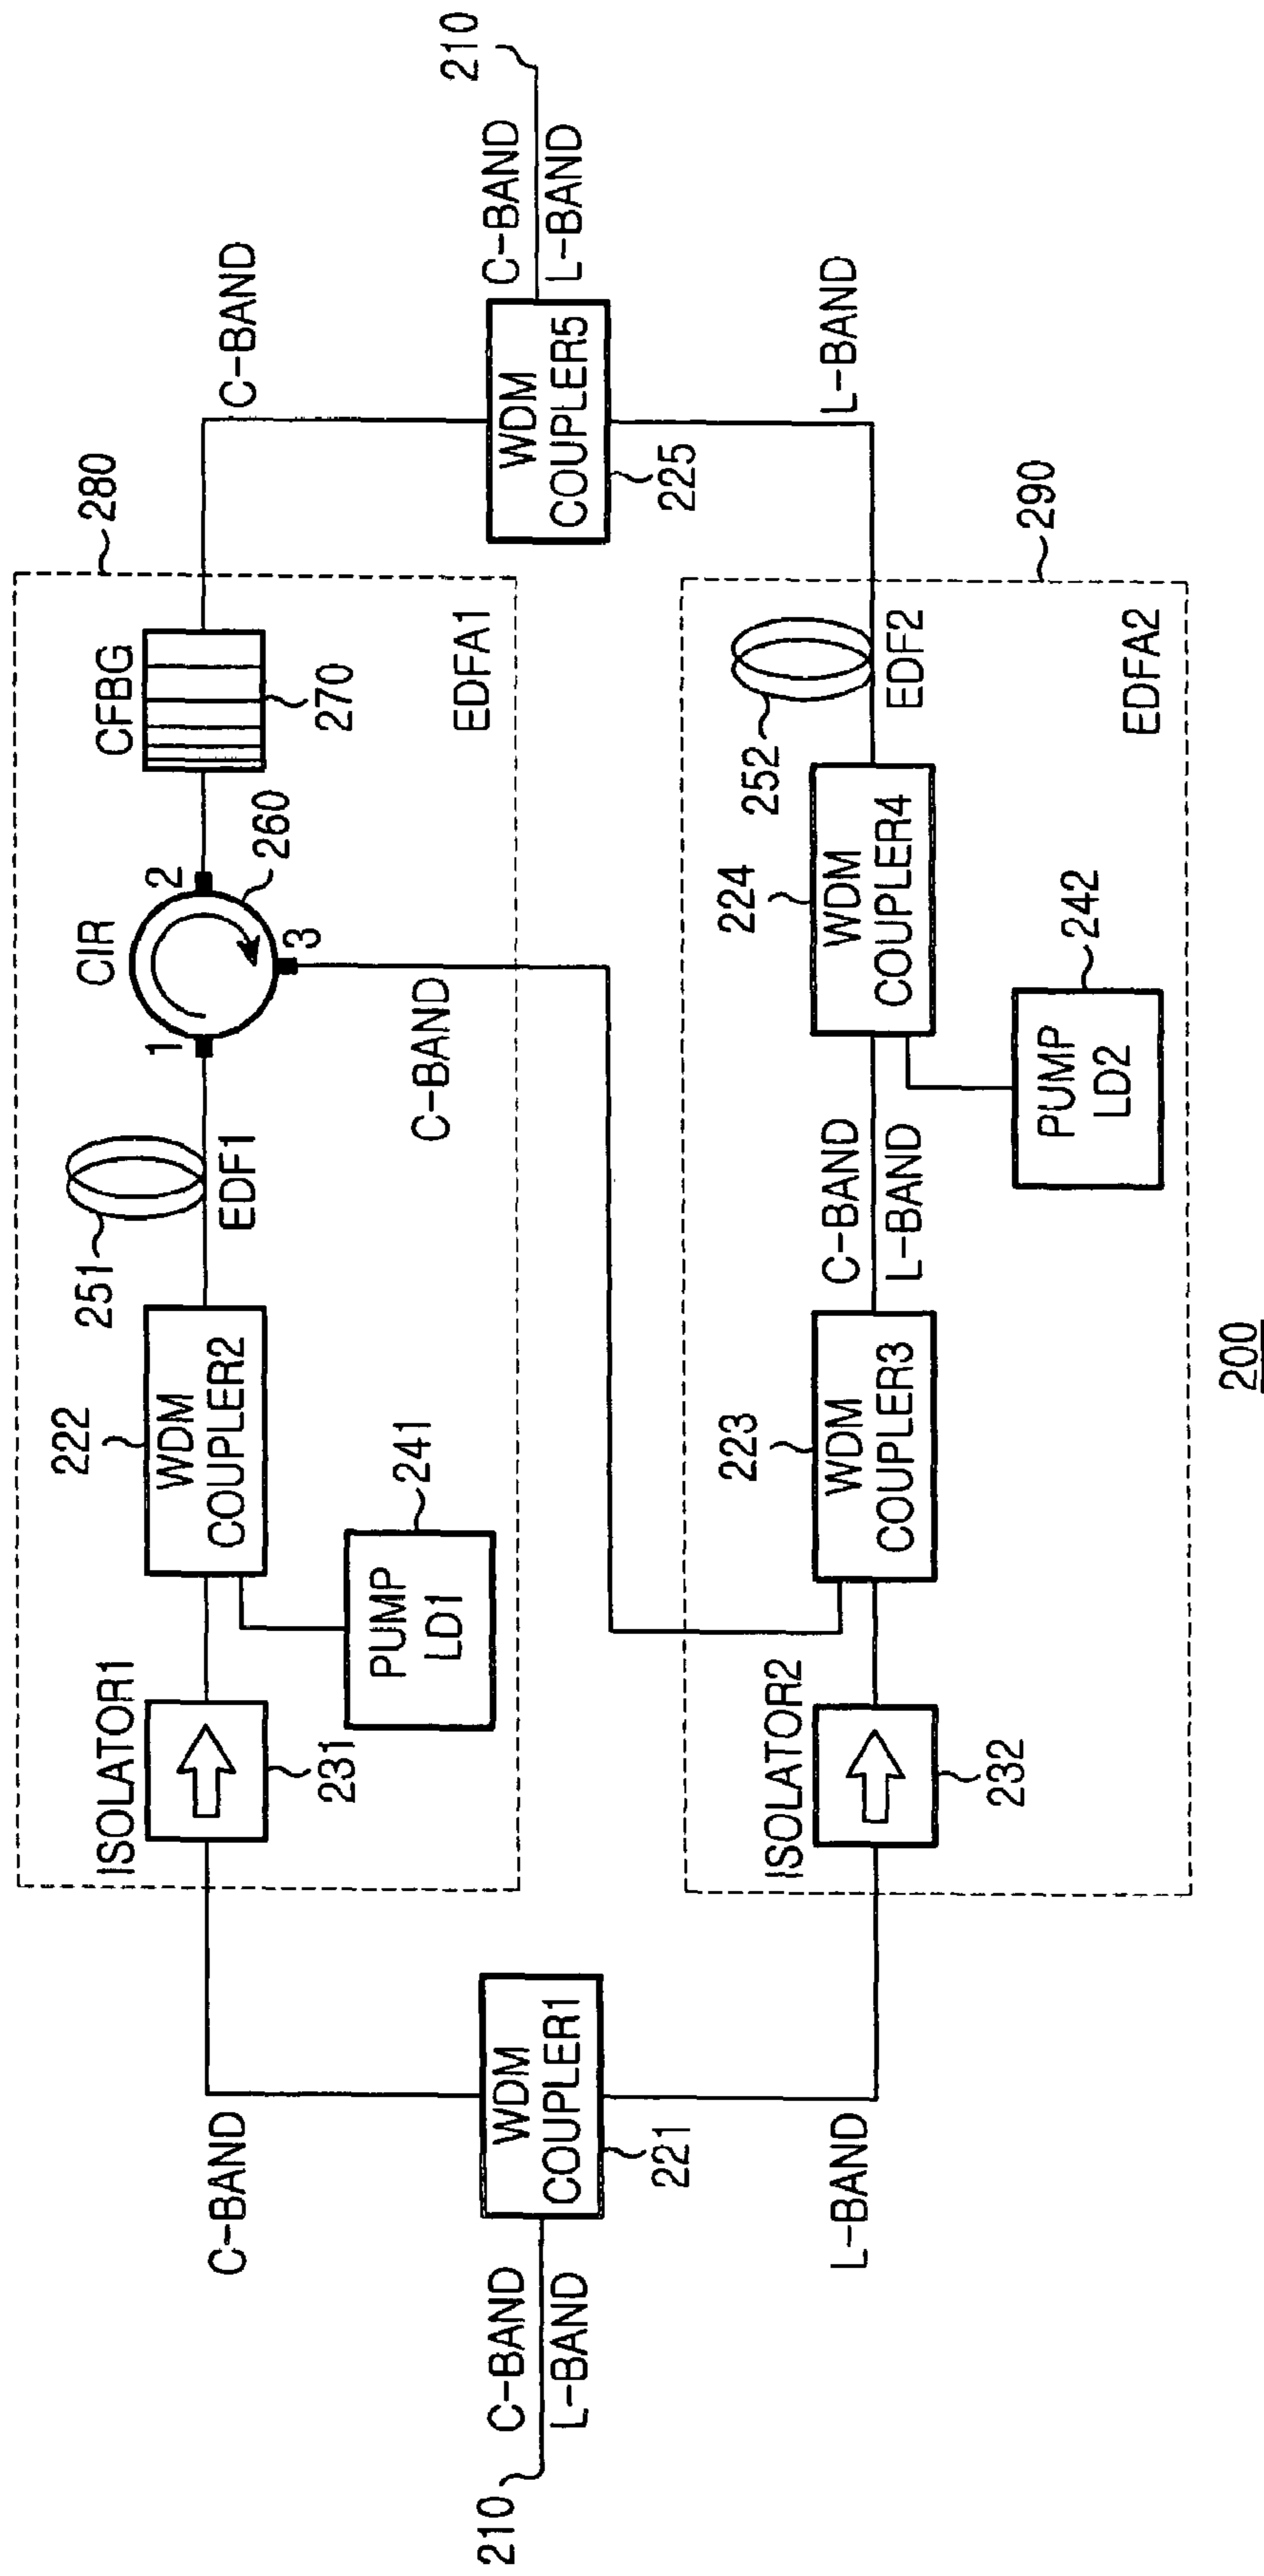 210
C-BAND
L-BAND
WDM
COUPLER1
221
C-BAND
L-BAND
ISOLATOR1
231
PUMP
LD1
241
222
WDM
COUPLER2
251
EDF1
CIR
1
2
3
260
C-BAND
CFBG
270
EDFA1
280
C-BAND
ISOLATOR2
232
223
WDM
COUPLER3
C-BAND
L-BAND
224
WDM
COUPLER4
PUMP
LD2
242
252
EDF2
EDFA2
290
L-BAND
WDM
COUPLER5
225
C-BAND
L-BAND
210
200